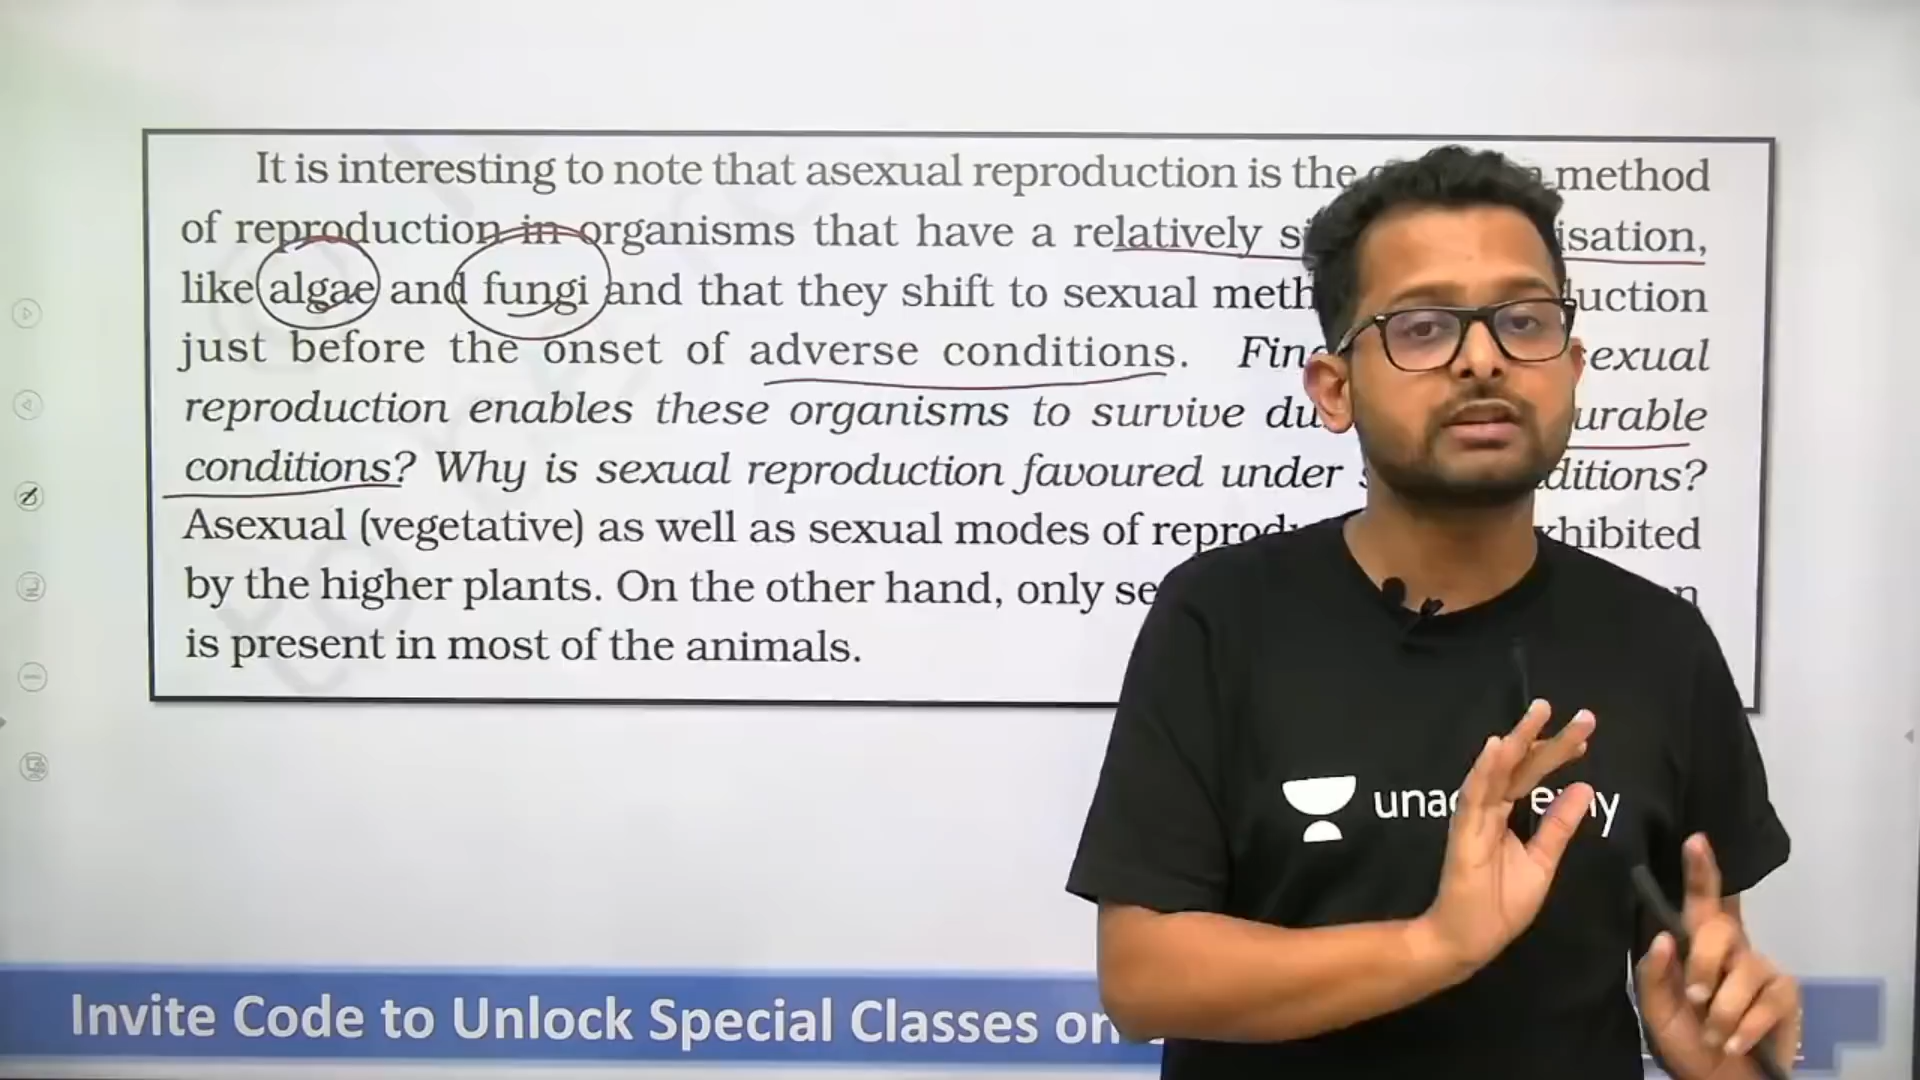 It is interesting to note that asexual reproduction is the method
of reproduction in organisms that have a relatively isation,
like algae and fungi and that they shift to sexual meth uction
just before the onset of adverse conditions. Fin sexual
reproduction enables these organisms to survive du urable
conditions? Why is sexual reproduction favoured under ditions?
Asexual (vegetative) as well as sexual modes of reprodu xhibited
by the higher plants. On the other hand, only se n
is present in most of the animals.
una e y
Invite Code to Unlock Special Classes on